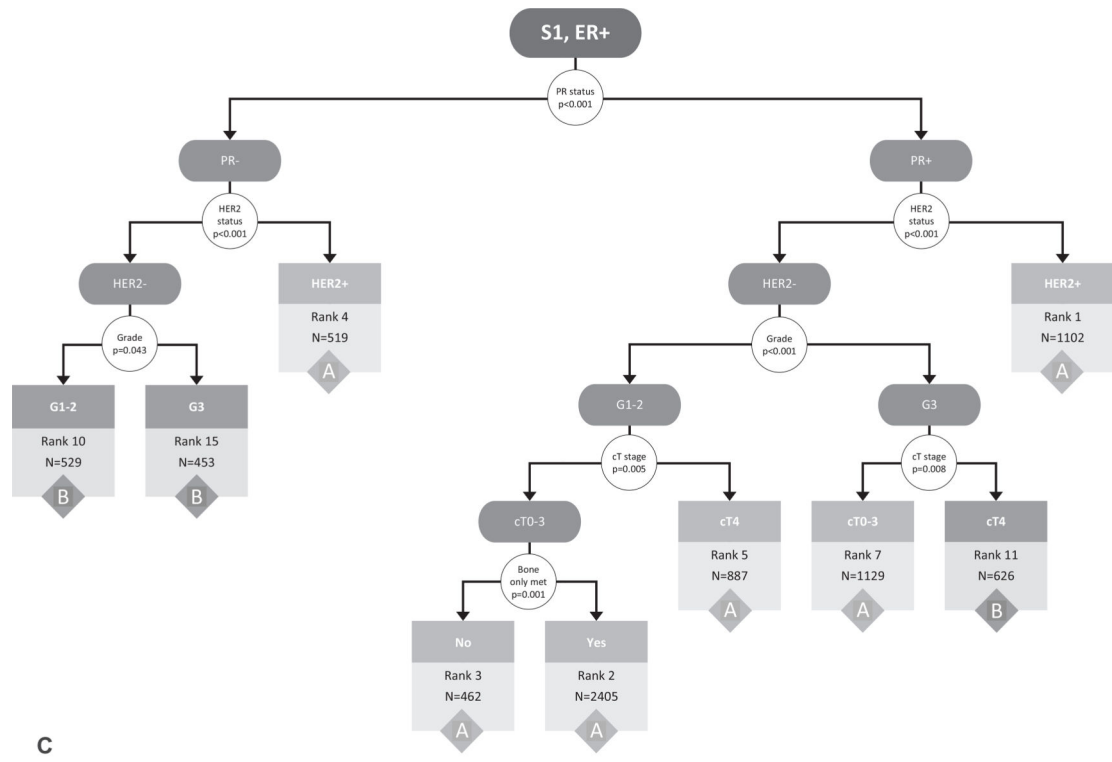 S1, ER+
PR status
p<0.001
PR-
PR+
HER2
status
p<0.001
HER2
status
p<0.001
HER2-
HER2+
Rank 4
N=519
A
HER2-
HER2+
Rank 1
N=1102
A
Grade
p=0.043
Grade
p<0.001
G1-2
Rank 10
N=529
B
G3
Rank 15
N=453
B
G1-2
G3
cT stage
p=0.005
cT stage
p=0.008
cT0-3
cT4
Rank 5
N=887
A
cT0-3
Rank 7
N=1129
A
cT4
Rank 11
N=626
B
Bone
only met
p=0.001
No
Rank 3
N=462
A
Yes
Rank 2
N=2405
A
C